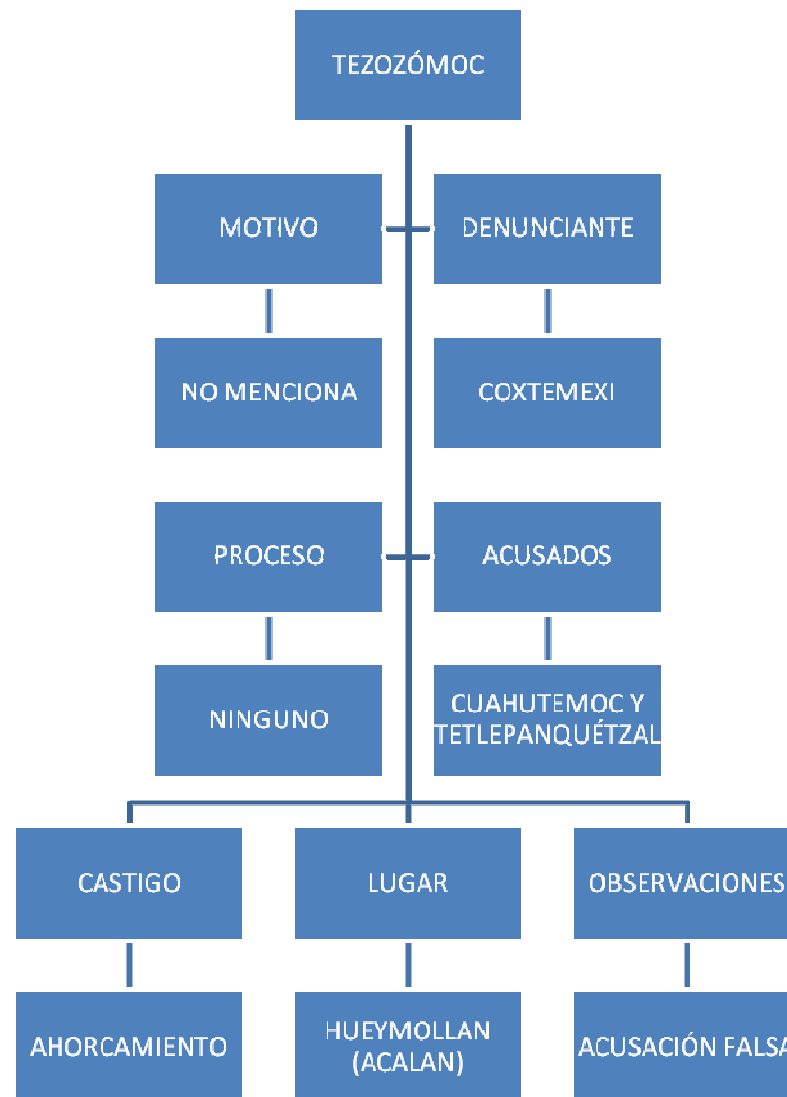 TEZOZÓMOC
MOTIVO
DENUNCIANTE
NO MENCIONA
COXTEMEXI
PROCESO
ACUSADOS
NINGUNO
CUAHUTEMOC Y
TETLEPANQUÉTZAL
CASTIGO
LUGAR
OBSERVACIONES
AHORCAMIENTO
HUEYMOLLAN
(ACALAN)
ACUSACIÓN FALSA